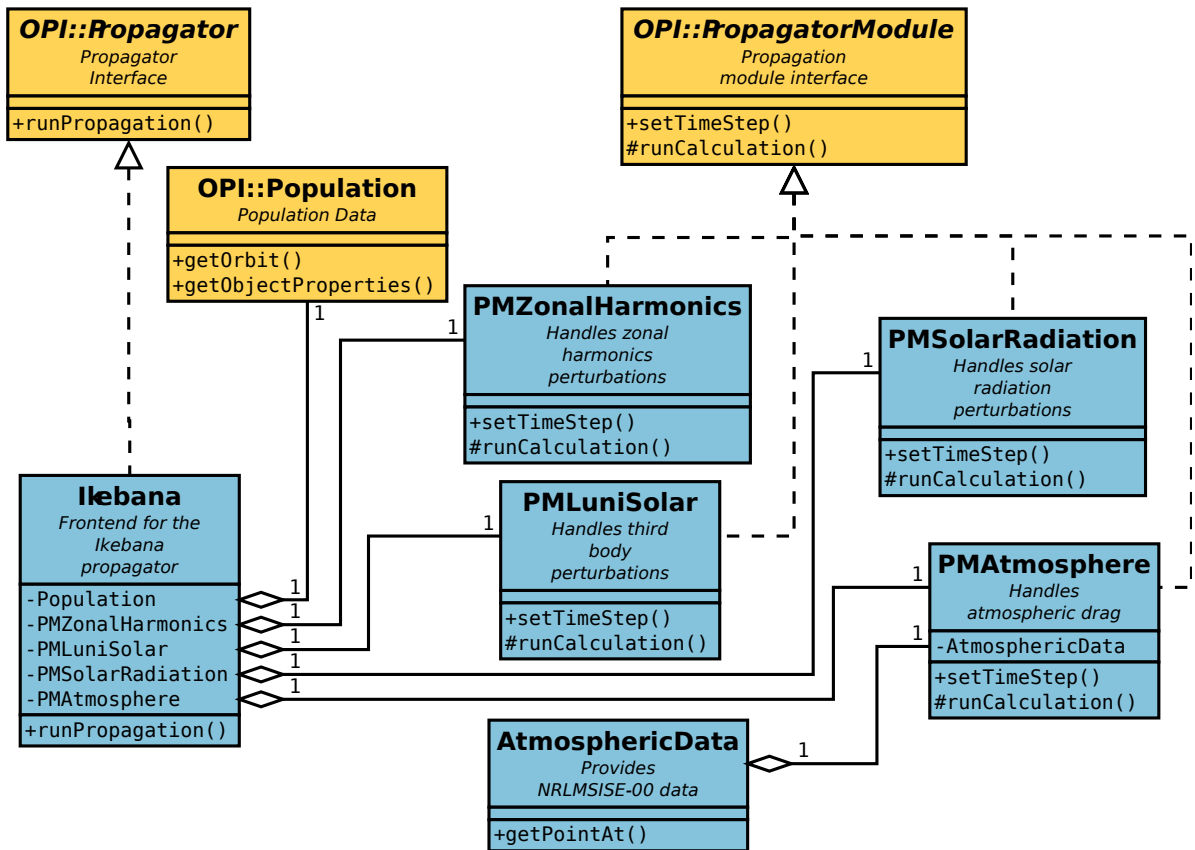 OPI::Propagator
Propagator
Interface
+runPropagation()
OPI::PropagatorModule
Propagation
module interface
+setTimeStep()
#runCalculation()
OPI::Population
Population Data
+getOrbit()
+getObjectProperties()
1
1
PMZonalHarmonics
Handles zonal
harmonics
perturbations
+setTimeStep()
#runCalculation()
1
PMSolarRadiation
Handles solar
radiation
perturbations
+setTimeStep()
#runCalculation()
Ikebana
Frontend for the
Ikebana
propagator
-Population
-PMZonalHarmonics
-PMLuniSolar
-PMSolarRadiation
-PMAtmosphere
+runPropagation()
1
1
1
1
1
1
PMLuniSolar
Handles third
body
perturbations
+setTimeStep()
#runCalculation()
1
1
PMAtmosphere
Handles
atmospheric drag
-AtmosphericData
+setTimeStep()
#runCalculation()
AtmosphericData
Provides
NRLMSISE-00 data
+getPointAt()
1